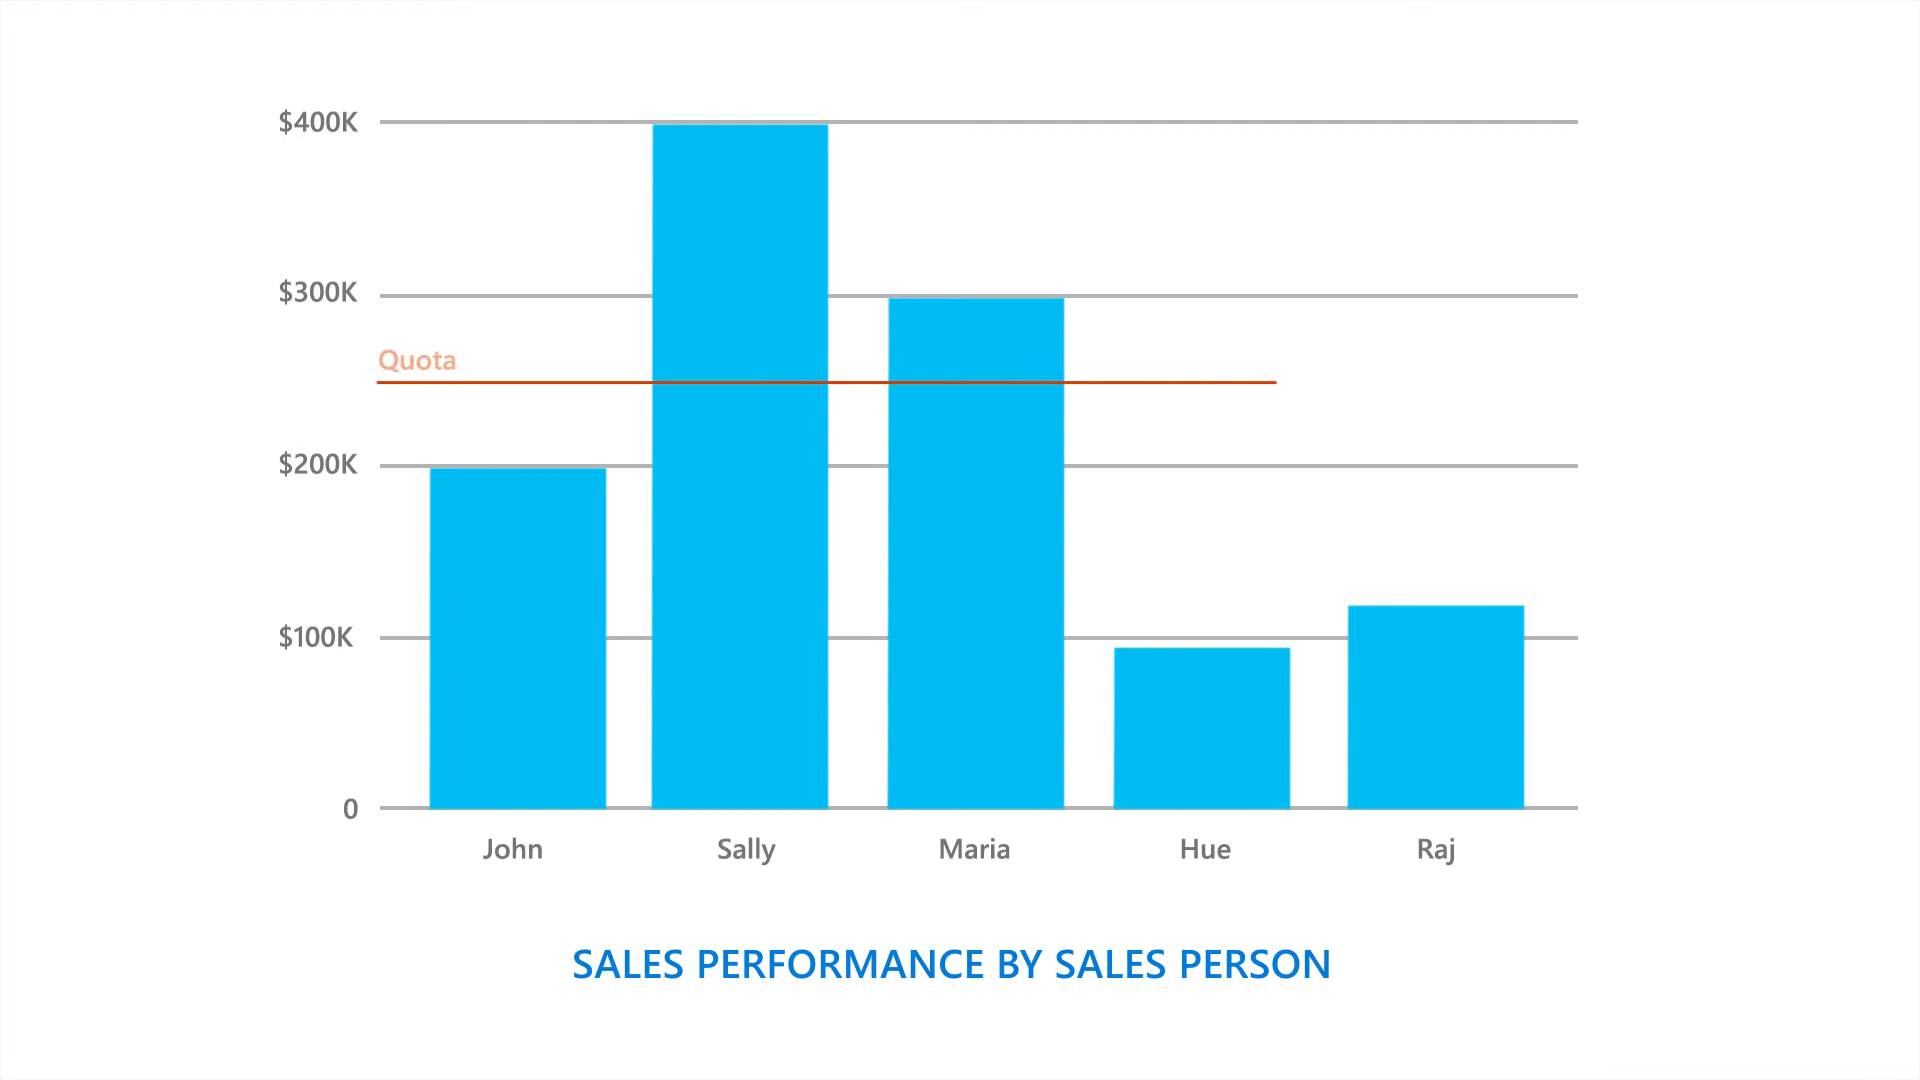 $400K
$300K
Quota
$200K
$100K
0
John Sally Maria Hue Raj
SALES PERFORMANCE BY SALES PERSON